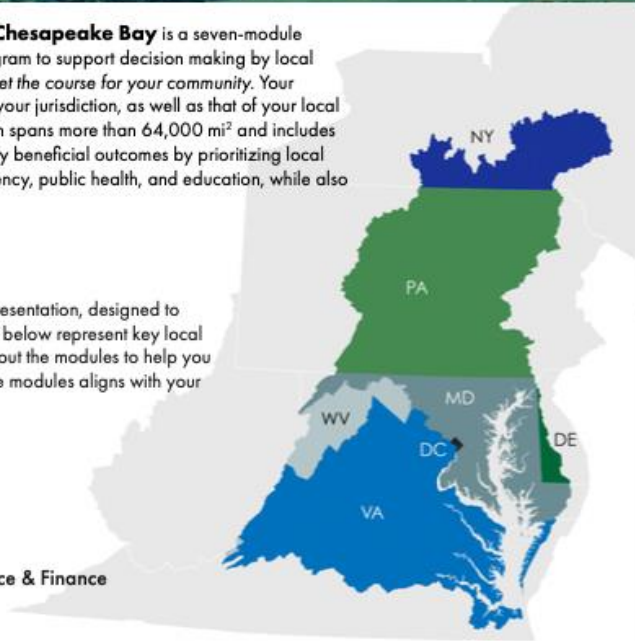 Chesapeake Bay is a seven-module
gram to support decision making by local
et the course for your community. Your
your jurisdiction, as well as that of your local
n spans more than 64,000 mi² and includes
y beneficial outcomes by prioritizing local
ency, public health, and education, while also
esentation, designed to
below represent key local
out the modules to help you
e modules aligns with your
ce & Finance
NY
PA
MD
WV
DC
DE
VA